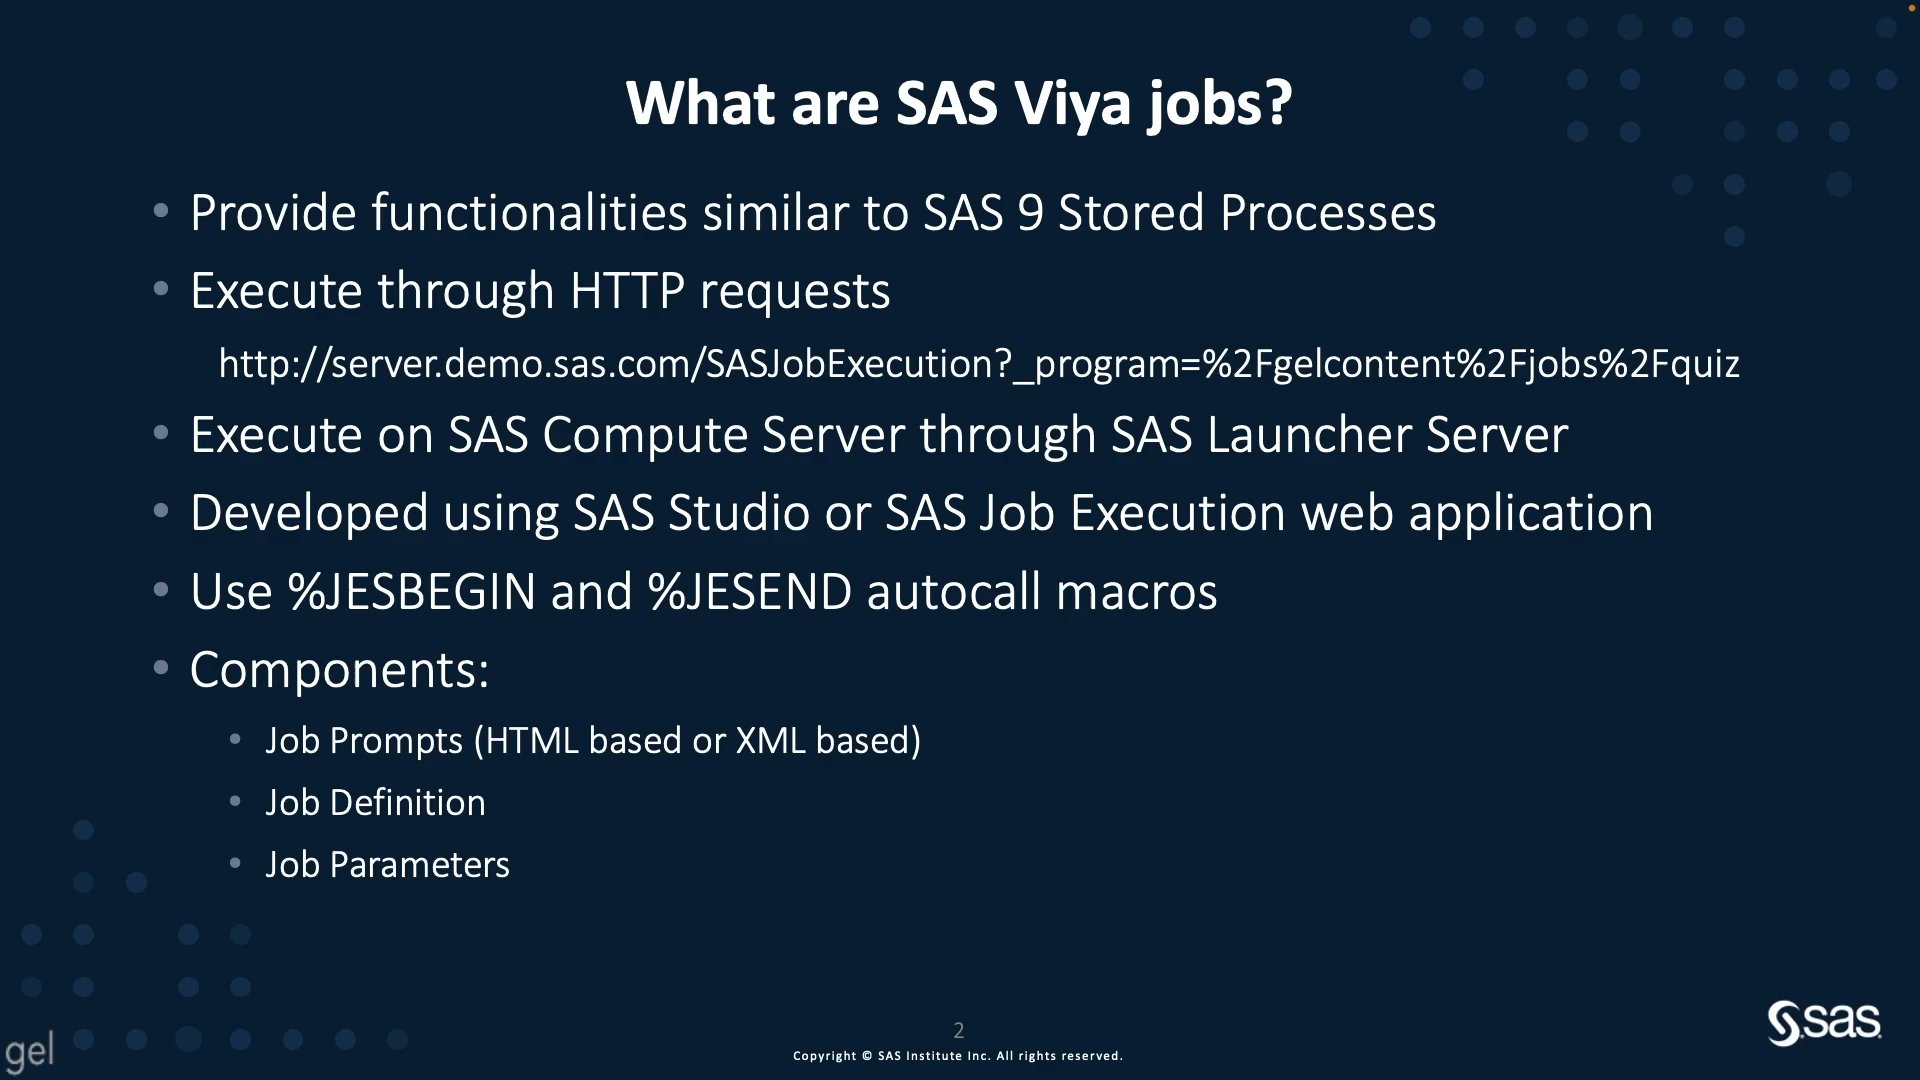 What are SAS Viya jobs?
• Provide functionalities similar to SAS 9 Stored Processes
• Execute through HTTP requests
http://server.demo.sas.com/SASJobExecution?_program=%2Fgelcontent%2Fjobs%2Fquiz
• Execute on SAS Compute Server through SAS Launcher Server
• Developed using SAS Studio or SAS Job Execution web application
• Use %JESBEGIN and %JESEND autocall macros
• Components:
• Job Prompts (HTML based or XML based)
• Job Definition
• Job Parameters
2
Copyright © SAS Institute Inc. All rights reserved.
gel
sas